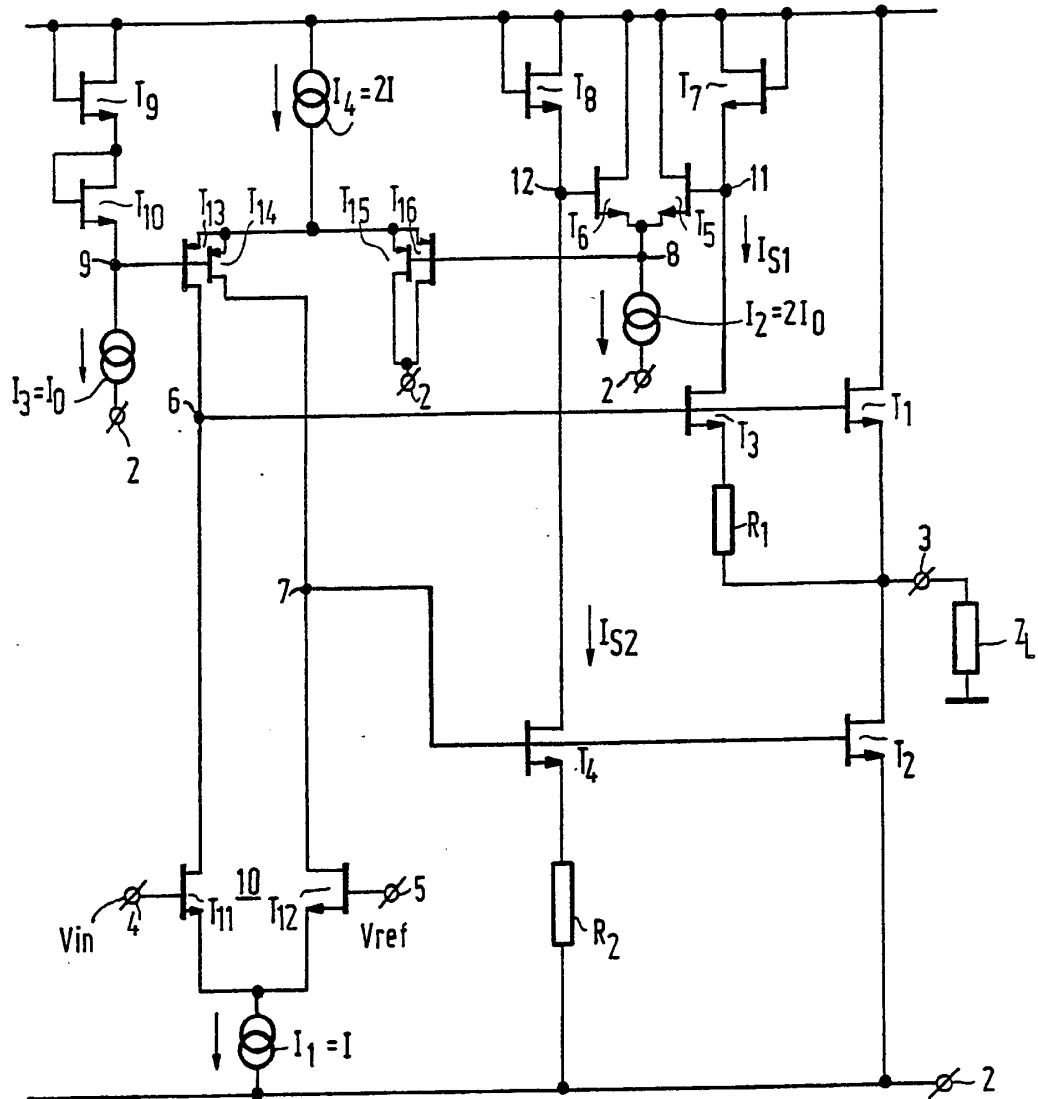 T9
I4=2I
T8
T7
T10
T13
T14
T15
T16
12
11
T6
T5
9
8
IS1
I2=2I0
I3=I0
2
2
2
6
T3
T1
R1
3
7
IS2
ZL
T4
T2
10
T11
T12
5
4
Vin
Vref
R2
I1=I
2